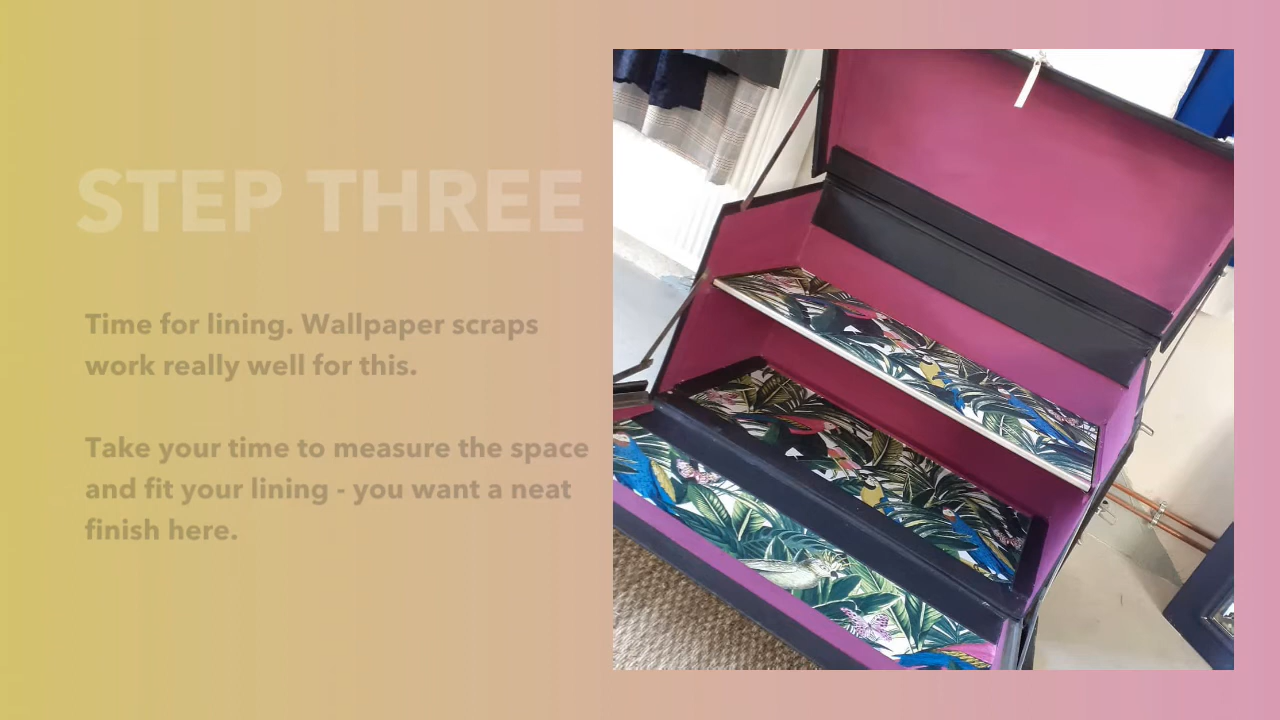 STEP THREE
Time for lining. Wallpaper scraps
work really well for this.
Take your time to measure the space
and fit your lining - you want a neat
finish here.